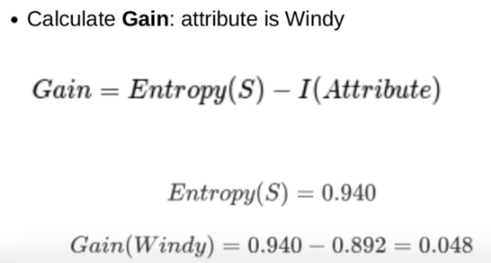 • Calculate Gain: attribute is Windy
Gain = Entropy(S) − I(Attribute)
Entropy(S) = 0.940
Gain(Windy) = 0.940 − 0.892 = 0.048